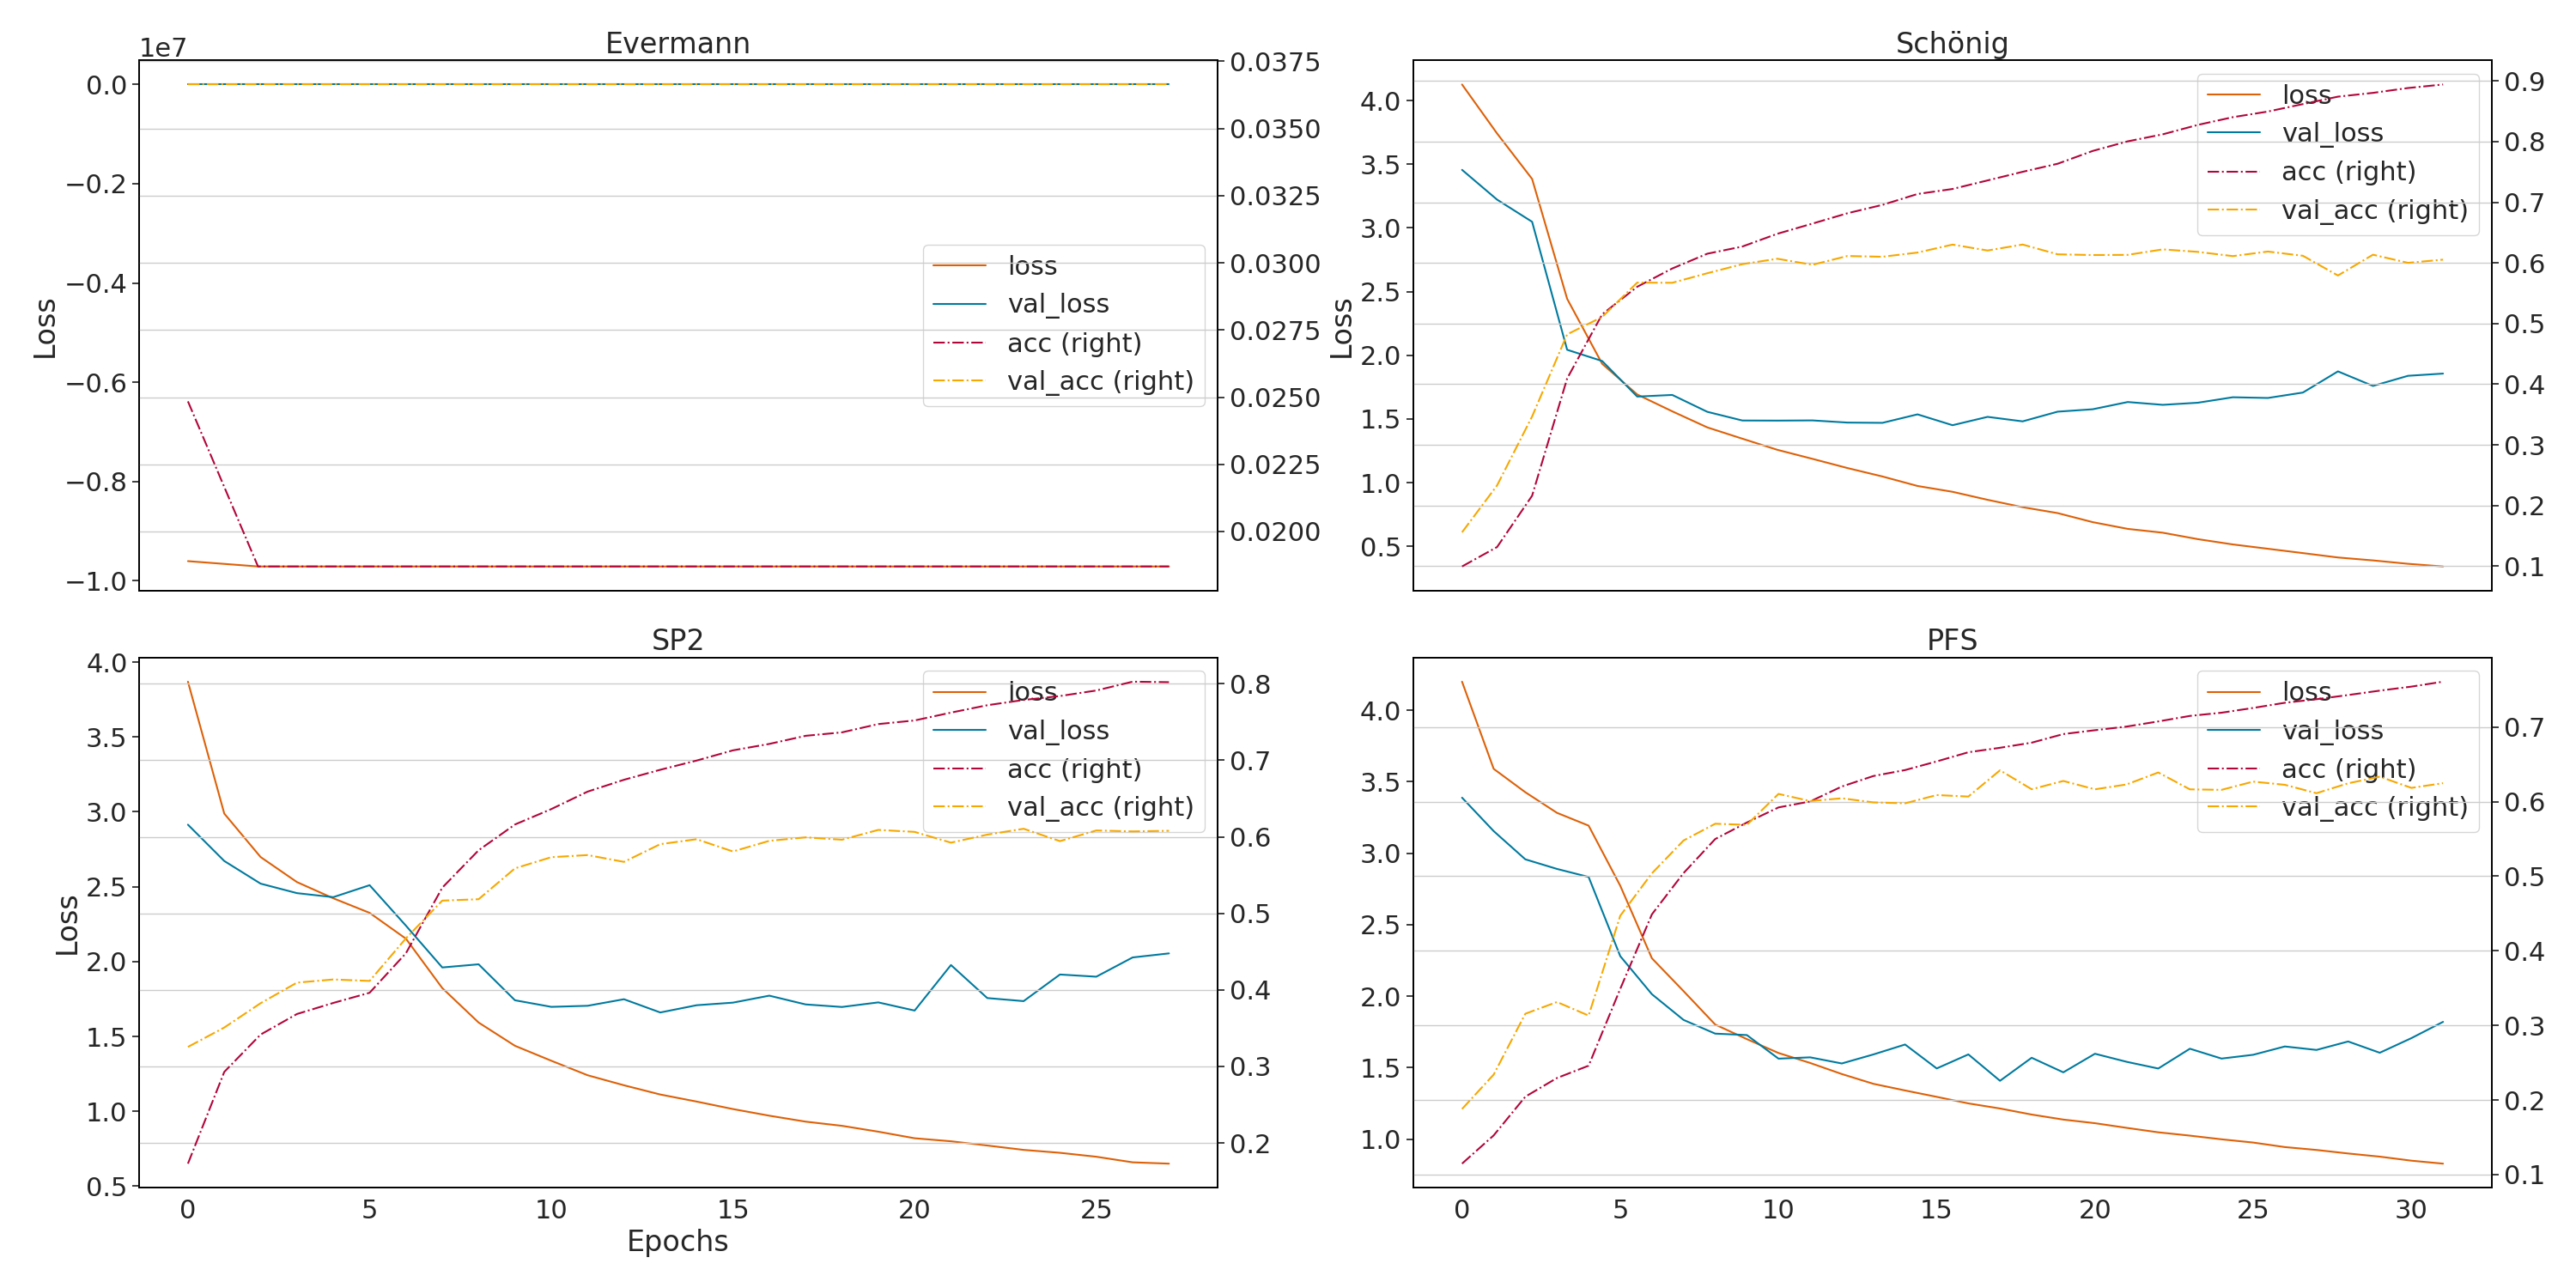 Evermann
1e7
0.0
−0.2
−0.4
−0.6
−0.8
−1.0
Loss
0.0375
0.0350
0.0325
0.0300
0.0275
0.0250
0.0225
0.0200
loss
val_loss
acc (right)
val_acc (right)
Schönig
4.0
3.5
3.0
2.5
2.0
1.5
1.0
0.5
Loss
0.9
0.8
0.7
0.6
0.5
0.4
0.3
0.2
0.1
loss
val_loss
acc (right)
val_acc (right)
SP2
4.0
3.5
3.0
2.5
2.0
1.5
1.0
0.5
Loss
0.8
0.7
0.6
0.5
0.4
0.3
0.2
loss
val_loss
acc (right)
val_acc (right)
0 5 10 15 20 25
Epochs
PFS
4.0
3.5
3.0
2.5
2.0
1.5
1.0
0.7
0.6
0.5
0.4
0.3
0.2
0.1
loss
val_loss
acc (right)
val_acc (right)
0 5 10 15 20 25 30